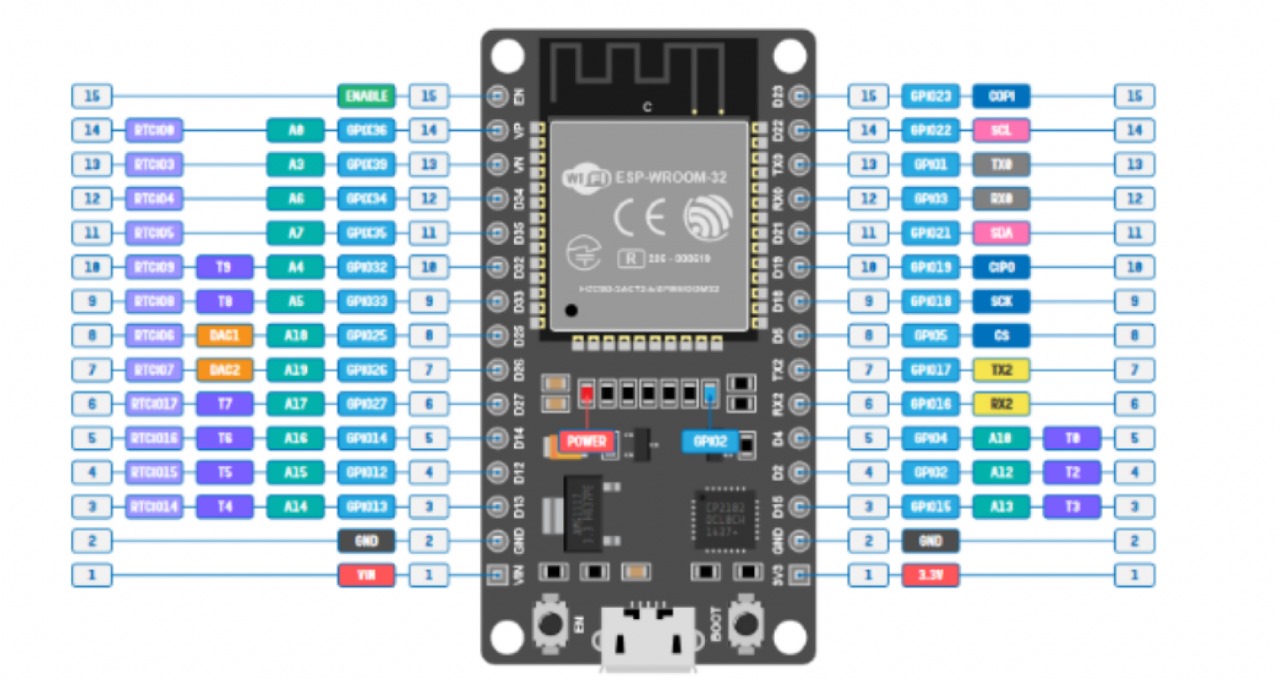 15 ENABLE 15 EN D23 15 GPIO23 COPI 15
C
14 RTCIO0 A0 GPIX36 14 VP D22 14 GPIO22 SCL 14
13 RTCIO3 A3 GPIX39 13 VN TX0 13 GPIO1 TX0 13
WiFi ESP-WROOM-32
12 RTCIO4 A6 GPIX34 12 D34 RX0 12 GPIO3 RX0 12
CE
11 RTCIO5 A7 GPIX35 11 D35 D21 11 GPIO21 SDA 11
R
10 RTCIO9 T9 A4 GPIO32 10 D32 D19 10 GPIO19 CIPO 10
9 RTCIO8 T8 A5 GPIO33 9 D33 D18 9 GPIO18 SCK 9
8 RTCIO6 DAC1 A18 GPIO25 8 D25 D5 8 GPIO5 CS 8
7 RTCIO7 DAC2 A19 GPIO26 7 D26 TX2 7 GPIO17 TX2 7
6 RTCIO17 T7 A17 GPIO27 6 D27 RX2 6 GPIO16 RX2 6
5 RTCIO16 T6 A16 GPIO14 5 D14 POWER GPIO2 D4 5 GPIO4 A10 T0 5
4 RTCIO15 T5 A15 GPIO12 4 D12 D2 4 GPIO2 A12 T2 4
3 RTCIO14 T4 A14 GPIO13 3 D13 D15 3 GPIO15 A13 T3 3
CP2102
DCL0CH
1427+
2 GND 2 GND GND 2 GND 2
1 VIN 1 VIN 3V3 1 3.3V 1
EN BOOT